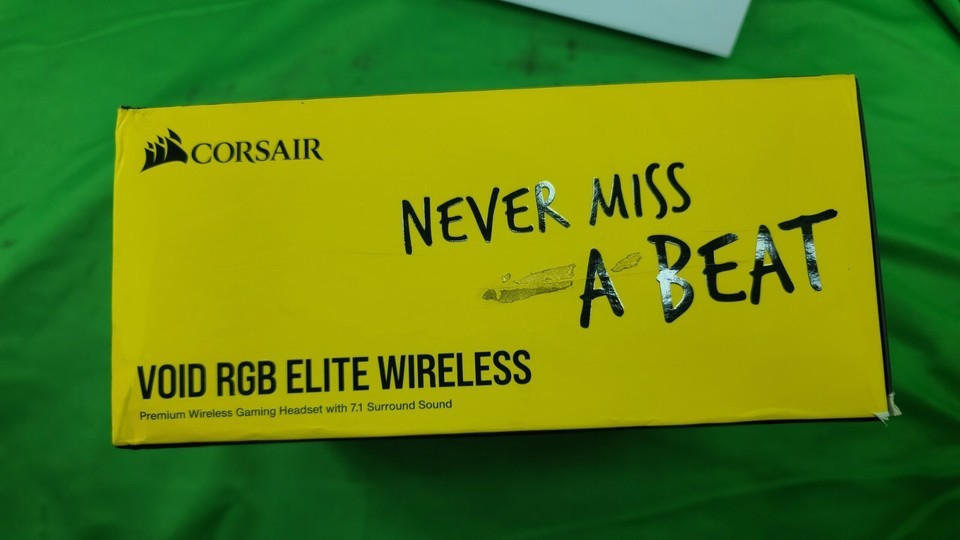 CORSAIR
NEVER MISS
A BEAT
VOID RGB ELITE WIRELESS
Premium Wireless Gaming Headset with 7.1 Surround Sound